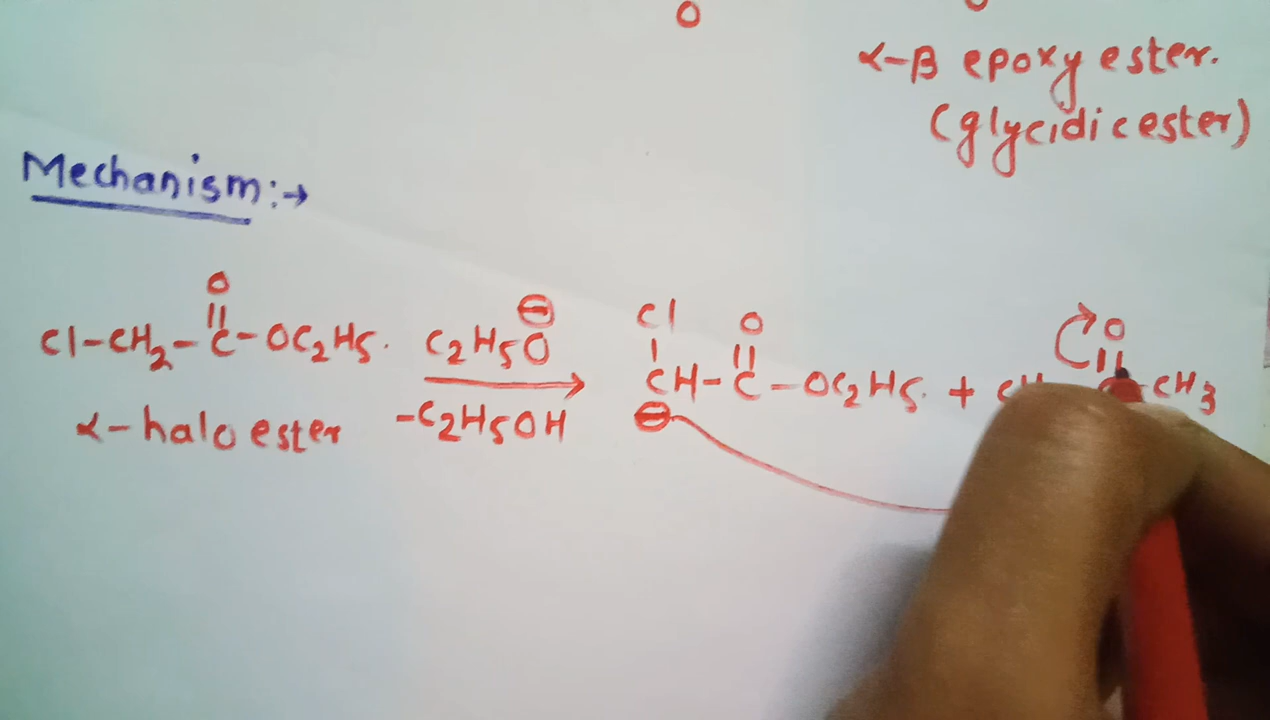 O
α-β epoxy ester.
(glycidic ester)
Mechanism:→
O Cl O O
|| | || ||
Cl-CH2-C-OC2H5. C2H5O⊖ CH-C-OC2H5. + -CH3
⊖
α-halo ester -C2H5OH